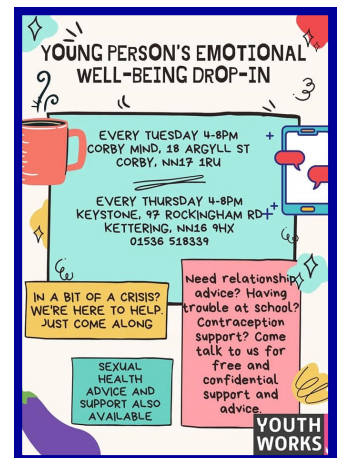 YOUNG PERSON'S EMOTIONAL
WELL-BEING DROP-IN
EVERY TUESDAY 4-8PM
CORBY MIND, 18 ARGYLL ST
CORBY, NN17 1RU
EVERY THURSDAY 4-8PM
KEYSTONE, 97 ROCKINGHAM RD
KETTERING, NN16 9HX
01536 518339
IN A BIT OF A CRISIS?
WE'RE HERE TO HELP.
JUST COME ALONG
Need relationship
advice? Having
trouble at school?
Contraception
support? Come
talk to us for
free and
confidential
support and
advice.
SEXUAL
HEALTH
ADVICE AND
SUPPORT ALSO
AVAILABLE
YOUTH
WORKS